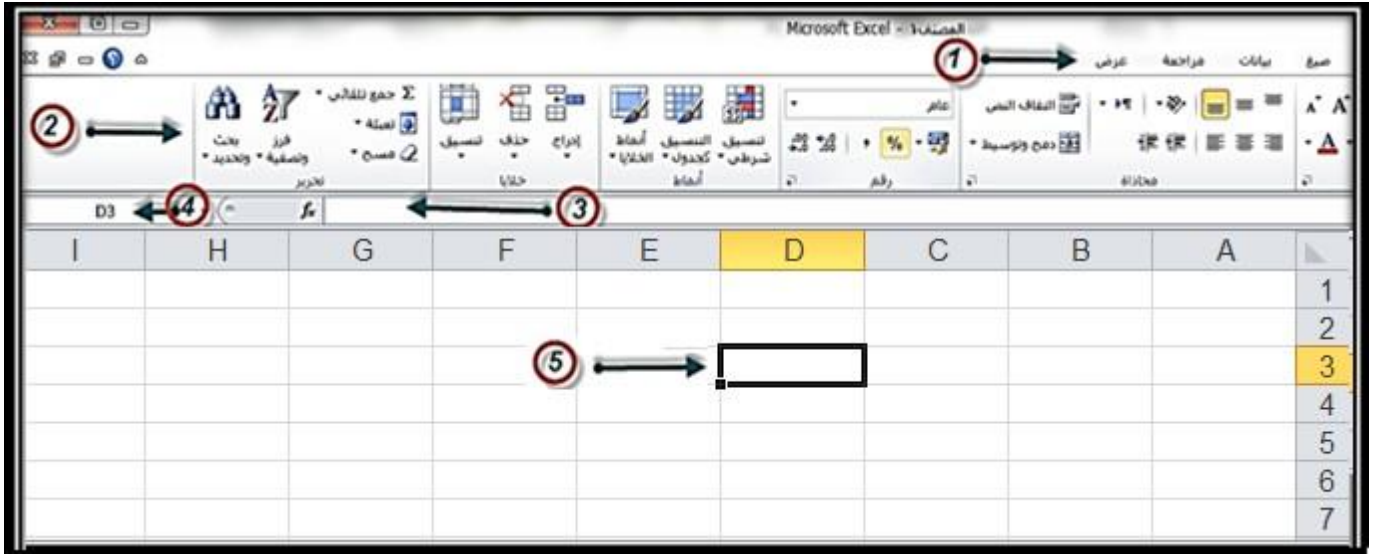 المصنف1 - Microsoft Excel
صيغ بيانات مراجعة عرض 1
التفاف النص
عام
Σ جمع تلقائي
تعبئة
دمج وتوسيط
%
تنسيق شرطي
التنسيق كجدول
أنماط الخلايا
إدراج
حذف
تنسيق
مسح
فرز وتصفية
بحث وتحديد
2
محاذاة
رقم
أنماط
خلايا
تحرير
3
fx
4
D3
A B C D E F G H I
1
2
3
5
4
5
6
7